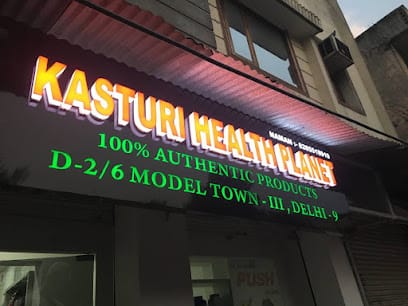 KASTURI HEALTH PLANET
100% AUTHENTIC PRODUCTS
D-2/6 MODEL TOWN - III , DELHI - 9
PUSH